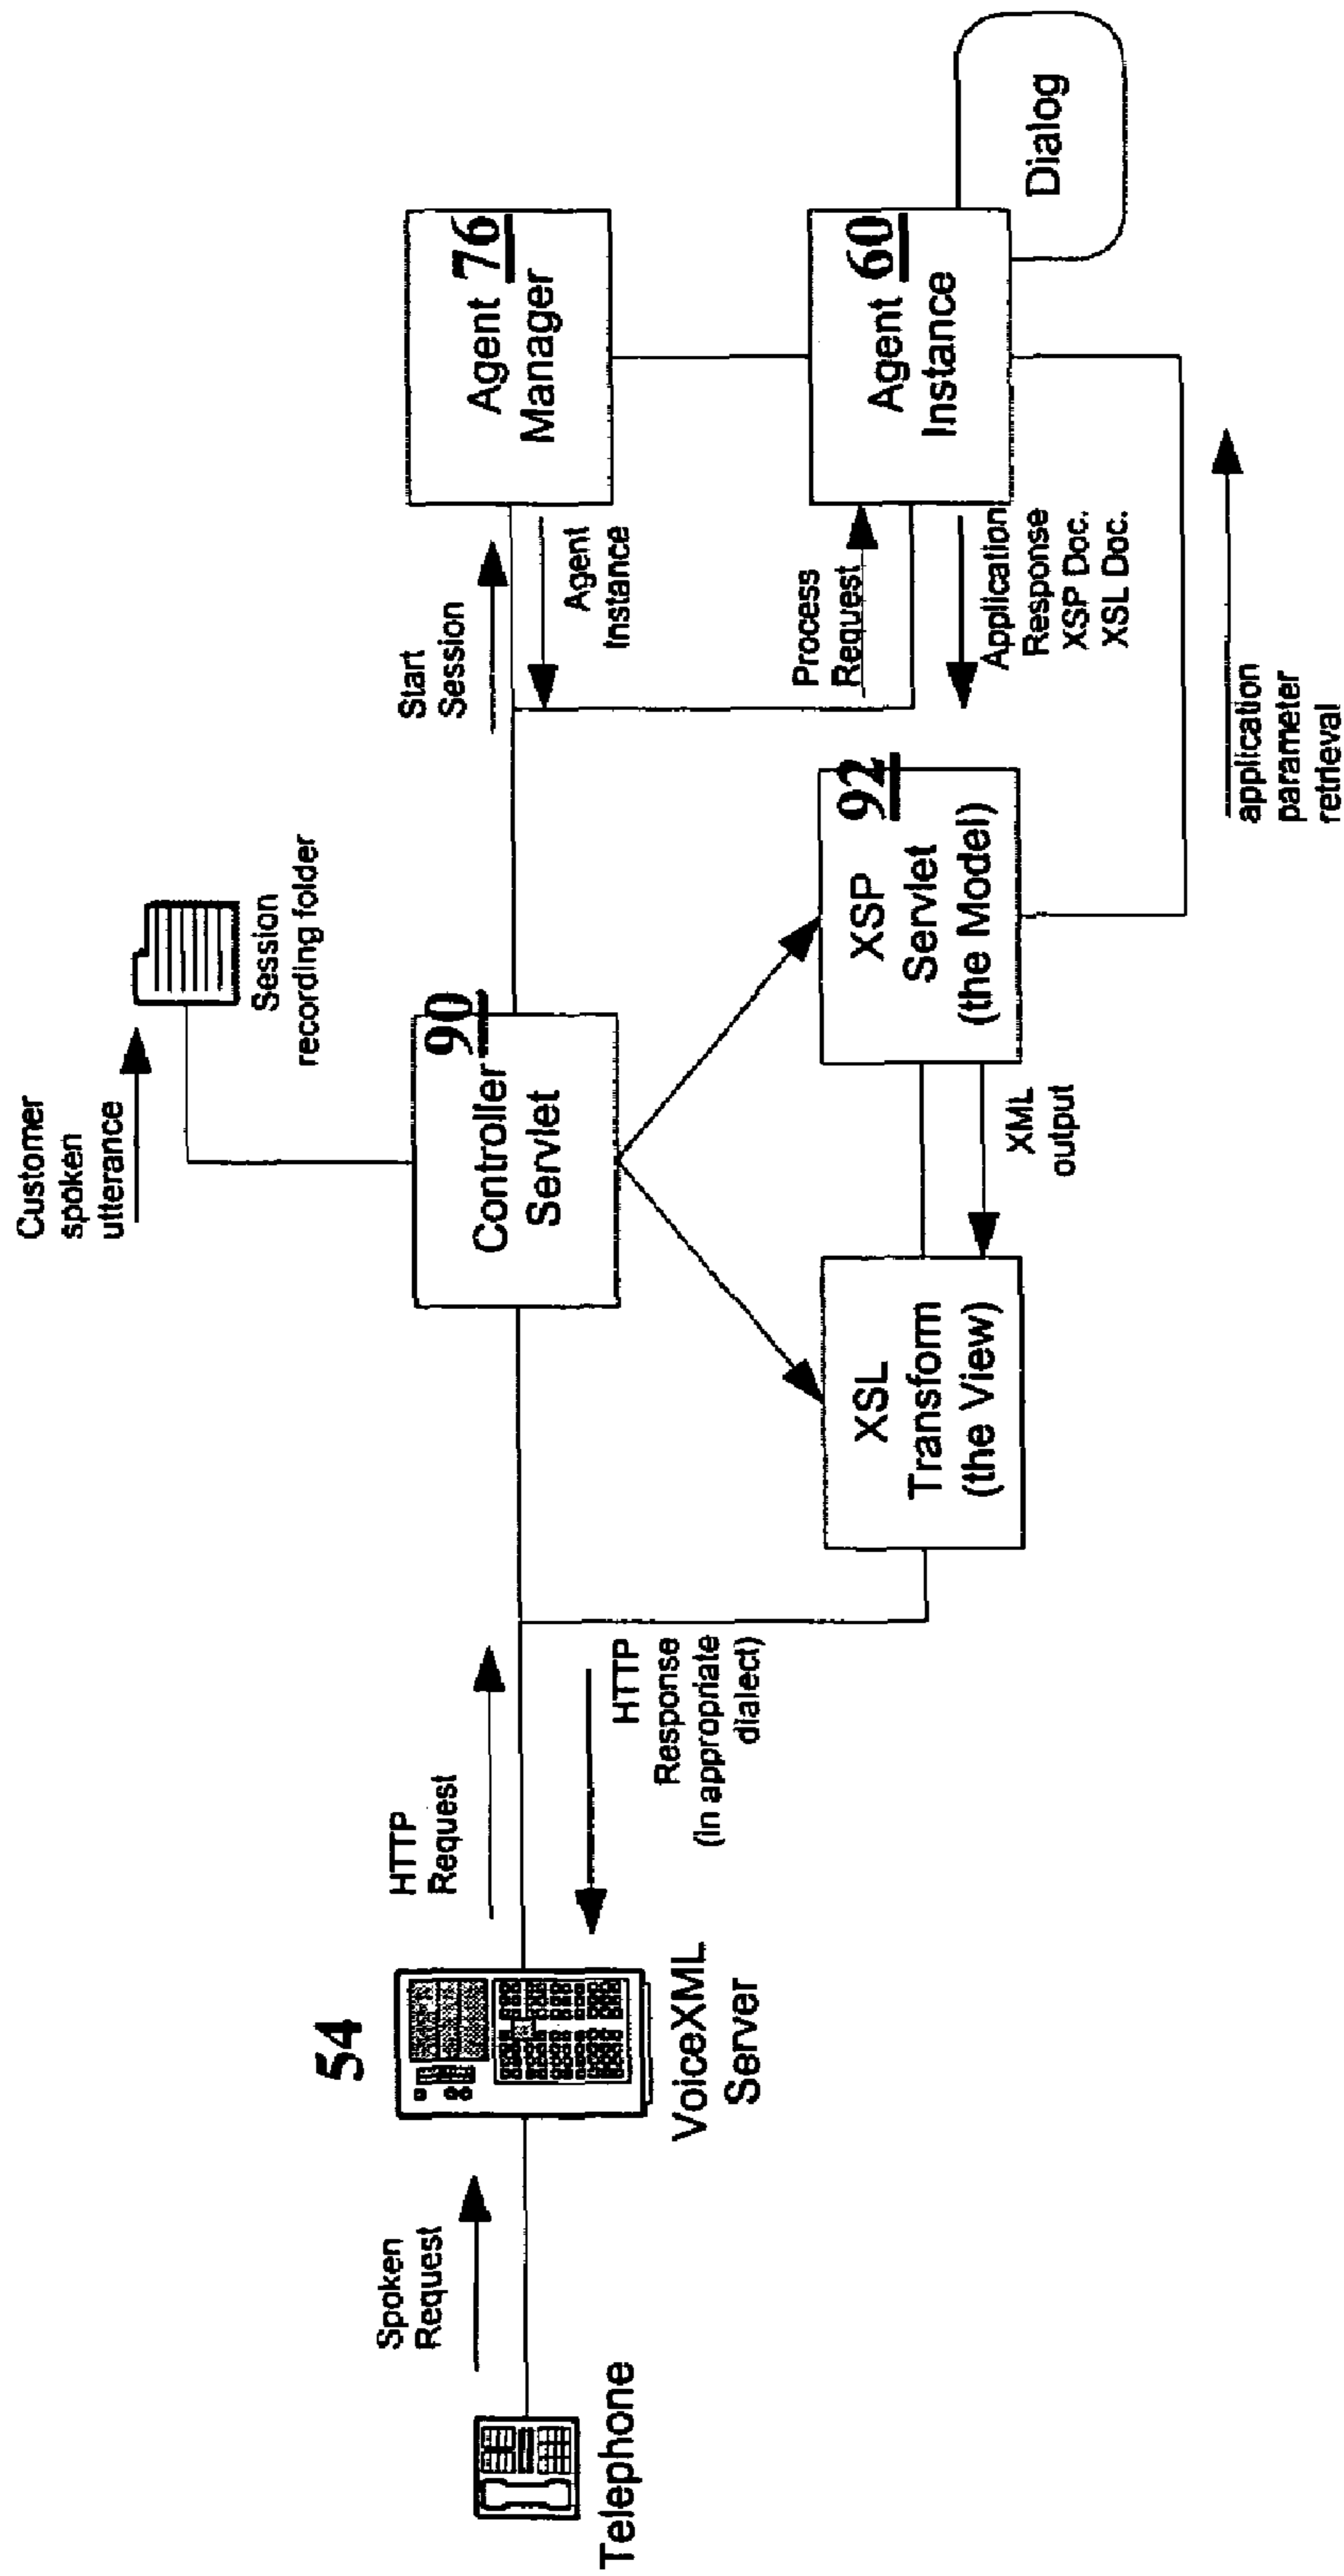 Telephone
Spoken
Request
54
VoiceXML
Server
HTTP
Request
HTTP
Response
(in appropriate
dialect)
Customer
spoken
utterance
Session
recording folder
Controller 90
Servlet
XSL
Transform
(the View)
XML
output
XSP 92
Servlet
(the Model)
Start
Session
Agent
Instance
Agent 76
Manager
Process
Request
Application
Response
XSP Doc.
XSL Doc.
Agent 60
Instance
Dialog
application
parameter
retrieval